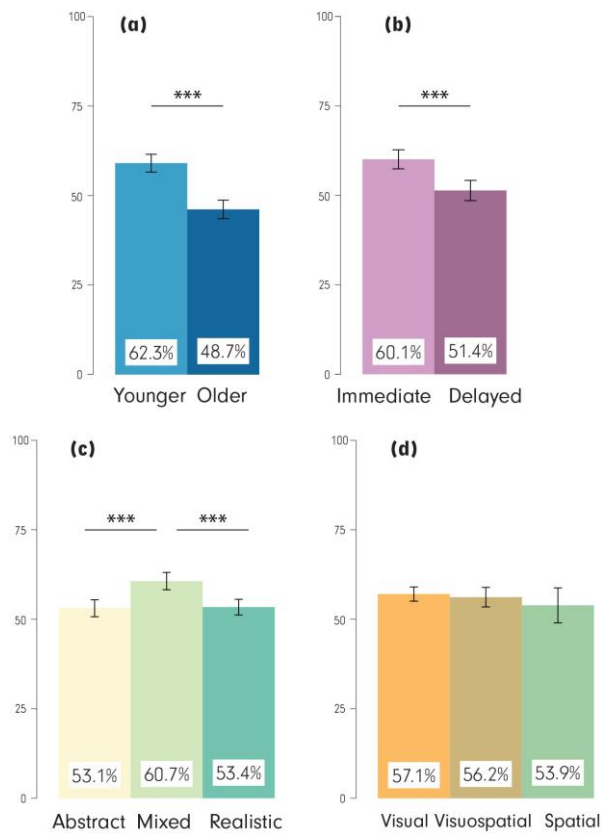 (a)
100
75
50
25
0
***
62.3% 48.7%
Younger Older
(b)
100
75
50
25
0
***
60.1% 51.4%
Immediate Delayed
(c)
100
75
50
25
0
*** ***
53.1% 60.7% 53.4%
Abstract Mixed Realistic
(d)
100
75
50
25
0
57.1% 56.2% 53.9%
Visual Visuospatial Spatial